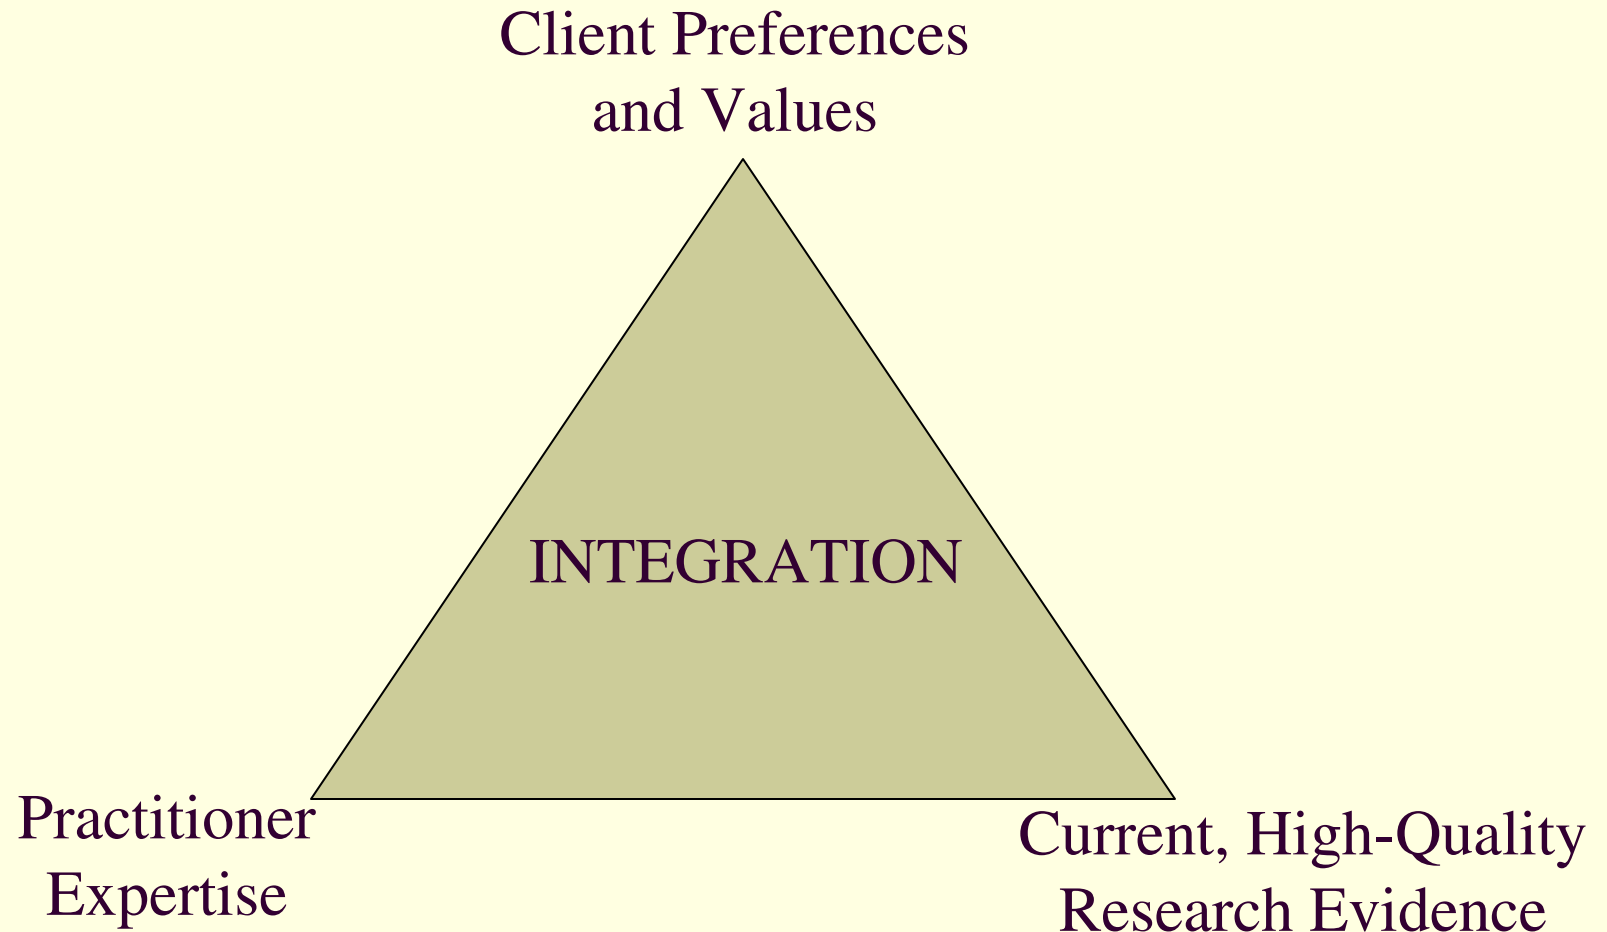 Client Preferences
and Values
INTEGRATION
Practitioner
Expertise
Current, High-Quality
Research Evidence